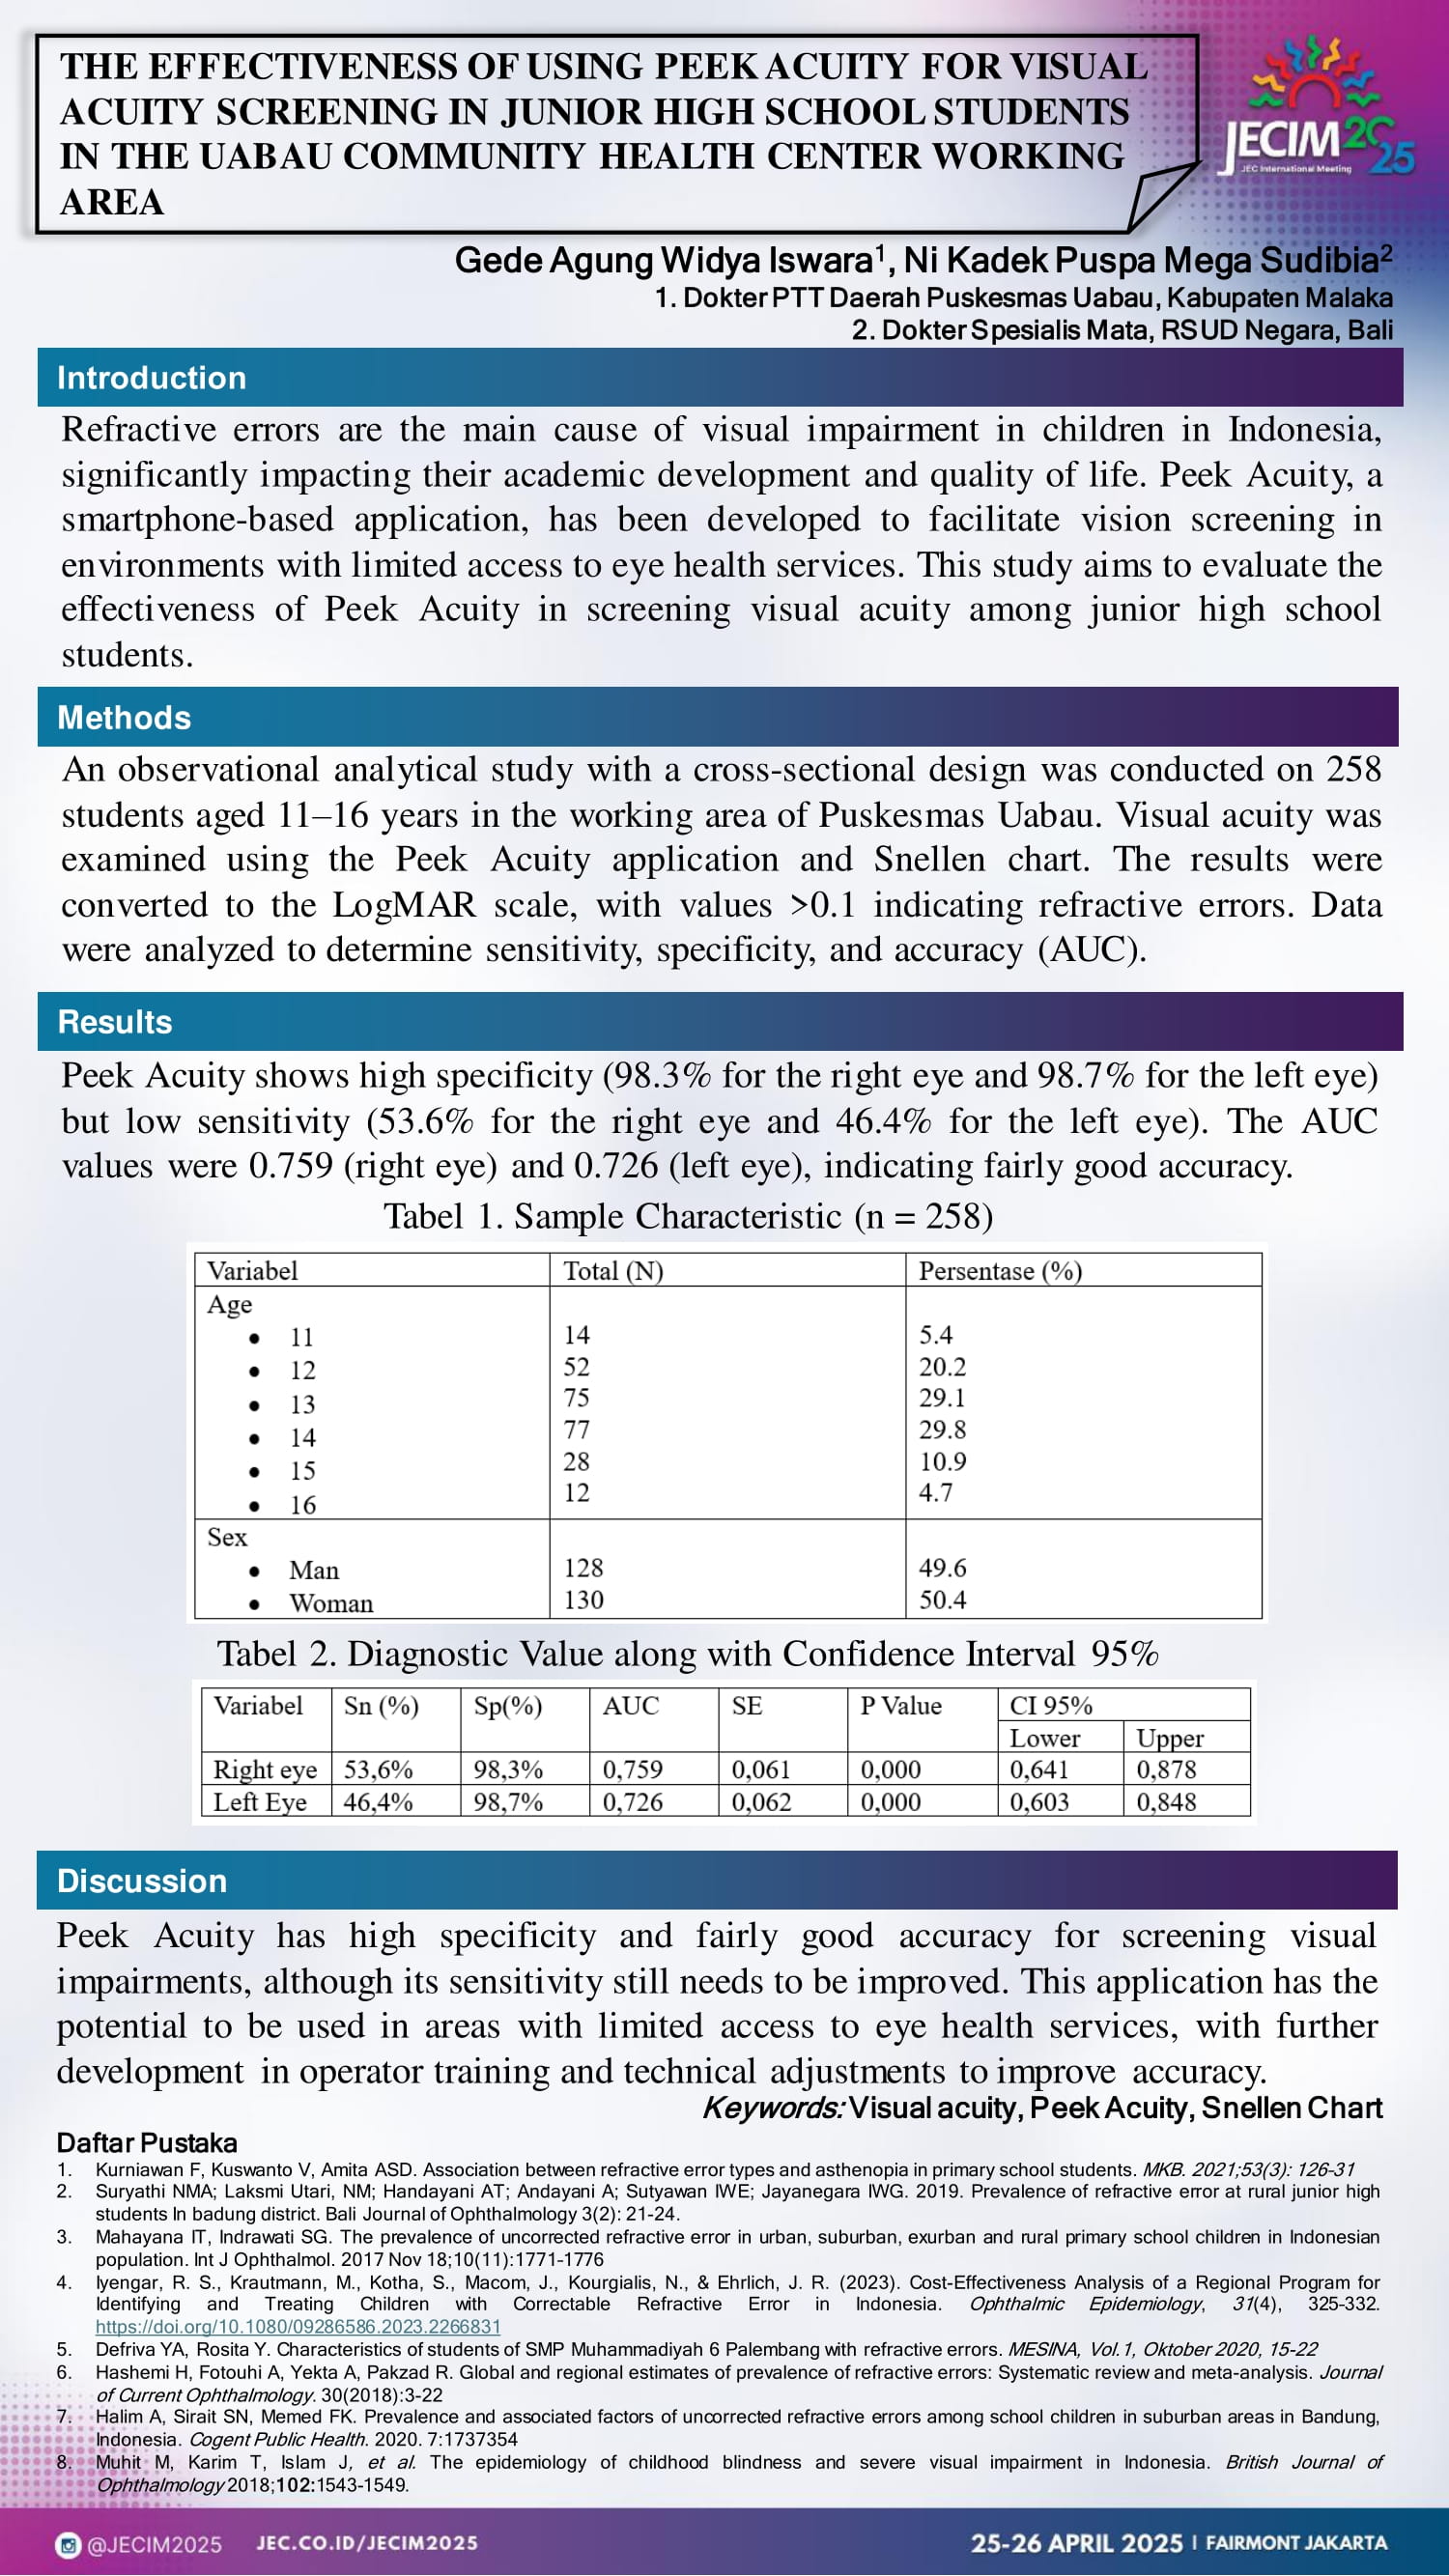 THE EFFECTIVENESS OF USING PEEK ACUITY FOR VISUAL
ACUITY SCREENING IN JUNIOR HIGH SCHOOL STUDENTS
IN THE UABAU COMMUNITY HEALTH CENTER WORKING
AREA
JECIM 2025
JEC International Meeting
Gede Agung Widya Iswara1, Ni Kadek Puspa Mega Sudibia2
1. Dokter PTT Daerah Puskesmas Uabau, Kabupaten Malaka
2. Dokter Spesialis Mata, RSUD Negara, Bali
Introduction
Refractive errors are the main cause of visual impairment in children in Indonesia,
significantly impacting their academic development and quality of life. Peek Acuity, a
smartphone-based application, has been developed to facilitate vision screening in
environments with limited access to eye health services. This study aims to evaluate the
effectiveness of Peek Acuity in screening visual acuity among junior high school
students.
Methods
An observational analytical study with a cross-sectional design was conducted on 258
students aged 11–16 years in the working area of Puskesmas Uabau. Visual acuity was
examined using the Peek Acuity application and Snellen chart. The results were
converted to the LogMAR scale, with values >0.1 indicating refractive errors. Data
were analyzed to determine sensitivity, specificity, and accuracy (AUC).
Results
Peek Acuity shows high specificity (98.3% for the right eye and 98.7% for the left eye)
but low sensitivity (53.6% for the right eye and 46.4% for the left eye). The AUC
values were 0.759 (right eye) and 0.726 (left eye), indicating fairly good accuracy.
Tabel 1. Sample Characteristic (n = 258)
Variabel Total (N) Persentase (%)
Age
• 11 14 5.4
• 12 52 20.2
• 13 75 29.1
• 14 77 29.8
• 15 28 10.9
• 16 12 4.7
Sex
• Man 128 49.6
• Woman 130 50.4
Tabel 2. Diagnostic Value along with Confidence Interval 95%
Variabel Sn (%) Sp(%) AUC SE P Value CI 95%
Lower Upper
Right eye 53,6% 98,3% 0,759 0,061 0,000 0,641 0,878
Left Eye 46,4% 98,7% 0,726 0,062 0,000 0,603 0,848
Discussion
Peek Acuity has high specificity and fairly good accuracy for screening visual
impairments, although its sensitivity still needs to be improved. This application has the
potential to be used in areas with limited access to eye health services, with further
development in operator training and technical adjustments to improve accuracy.
Keywords: Visual acuity, Peek Acuity, Snellen Chart
Daftar Pustaka
1. Kurniawan F, Kuswanto V, Amita ASD. Association between refractive error types and asthenopia in primary school students. MKB. 2021;53(3): 126-31
2. Suryathi NMA; Laksmi Utari, NM; Handayani AT; Andayani A; Sutyawan IWE; Jayanegara IWG. 2019. Prevalence of refractive error at rural junior high
students In badung district. Bali Journal of Ophthalmology 3(2): 21-24.
3. Mahayana IT, Indrawati SG. The prevalence of uncorrected refractive error in urban, suburban, exurban and rural primary school children in Indonesian
population. Int J Ophthalmol. 2017 Nov 18;10(11):1771-1776
4. Iyengar, R. S., Krautmann, M., Kotha, S., Macom, J., Kourgialis, N., & Ehrlich, J. R. (2023). Cost-Effectiveness Analysis of a Regional Program for
Identifying and Treating Children with Correctable Refractive Error in Indonesia. Ophthalmic Epidemiology, 31(4), 325-332.
https://doi.org/10.1080/09286586.2023.2266831
5. Defriva YA, Rosita Y. Characteristics of students of SMP Muhammadiyah 6 Palembang with refractive errors. MESINA, Vol.1, Oktober 2020, 15-22
6. Hashemi H, Fotouhi A, Yekta A, Pakzad R. Global and regional estimates of prevalence of refractive errors: Systematic review and meta-analysis. Journal
of Current Ophthalmology. 30(2018):3-22
7. Halim A, Sirait SN, Memed FK. Prevalence and associated factors of uncorrected refractive errors among school children in suburban areas in Bandung,
Indonesia. Cogent Public Health. 2020. 7:1737354
8. Muhit M, Karim T, Islam J, et al. The epidemiology of childhood blindness and severe visual impairment in Indonesia. British Journal of
Ophthalmology 2018;102:1543-1549.
@JECIM2025 JEC.CO.ID/JECIM2025 25-26 APRIL 2025 | FAIRMONT JAKARTA